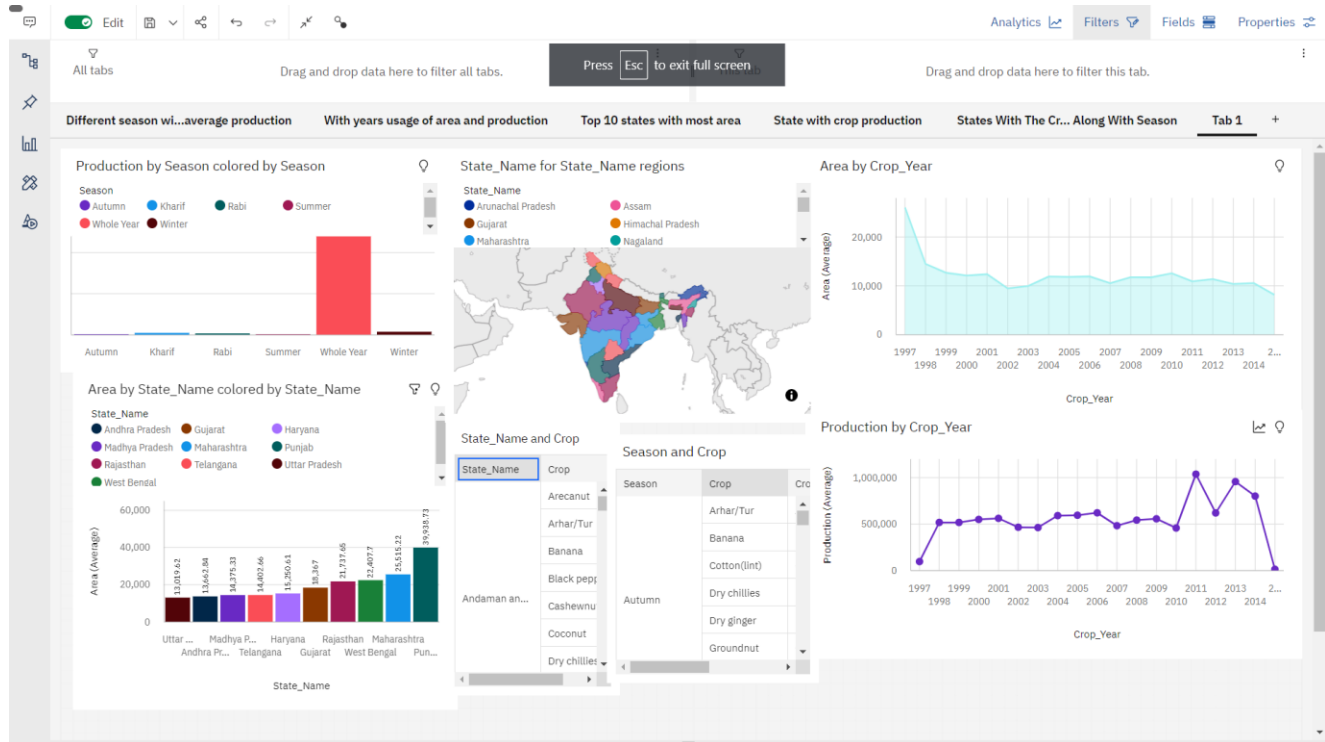 Edit
Analytics
Filters
Fields
Properties
All tabs
Drag and drop data here to filter all tabs.
Press Esc to exit full screen
Drag and drop data here to filter this tab.
Different season wi...average production
With years usage of area and production
Top 10 states with most area
State with crop production
States With The Cr... Along With Season
Tab 1
+
Production by Season colored by Season
Season
Autumn Kharif Rabi Summer
Whole Year Winter
Autumn Kharif Rabi Summer Whole Year Winter
State_Name for State_Name regions
State_Name
Arunachal Pradesh Assam
Gujarat Himachal Pradesh
Maharashtra Nagaland
Area by Crop_Year
Area (Average)
20,000
10,000
0
1997 1999 2001 2003 2005 2007 2009 2011 2013 2...
1998 2000 2002 2004 2006 2008 2010 2012 2014
Crop_Year
Area by State_Name colored by State_Name
State_Name
Andhra Pradesh Gujarat Haryana
Madhya Pradesh Maharashtra Punjab
Rajasthan Telangana Uttar Pradesh
West Bengal
Area (Average)
60,000
40,000
20,000
0
13,019.62 13,662.84 14,375.33 14,402.66 15,250.61 18,367 21,737.65 22,407.7 25,515.22 39,938.73
Uttar ... Madhya P... Haryana Rajasthan Maharashtra
Andhra Pr... Telangana Gujarat West Bengal Pun...
State_Name
State_Name and Crop
State_Name Crop
Arecanut
Arhar/Tur
Banana
Black pepp
Andaman an...
Cashewnu
Coconut
Dry chillies
Season and Crop
Season Crop Cro
Arhar/Tur
Banana
Cotton(lint)
Dry chillies
Autumn
Dry ginger
Groundnut
Production by Crop_Year
Production (Average)
1,000,000
500,000
0
1997 1999 2001 2003 2005 2007 2009 2011 2013 2...
1998 2000 2002 2004 2006 2008 2010 2012 2014
Crop_Year